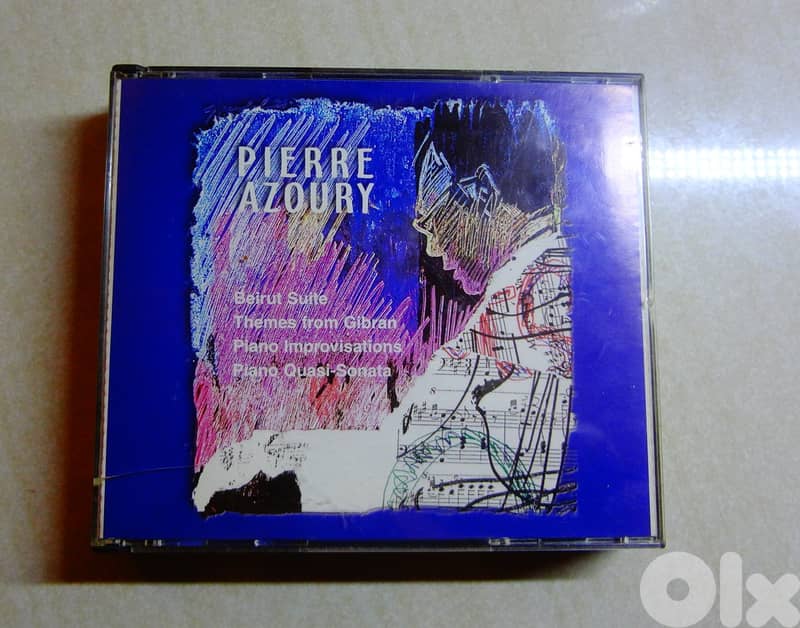 PIERRE
AZOURY
Beirut Suite
Themes from Gibran
Piano Improvisations
Piano Quasi-Sonata
Olx